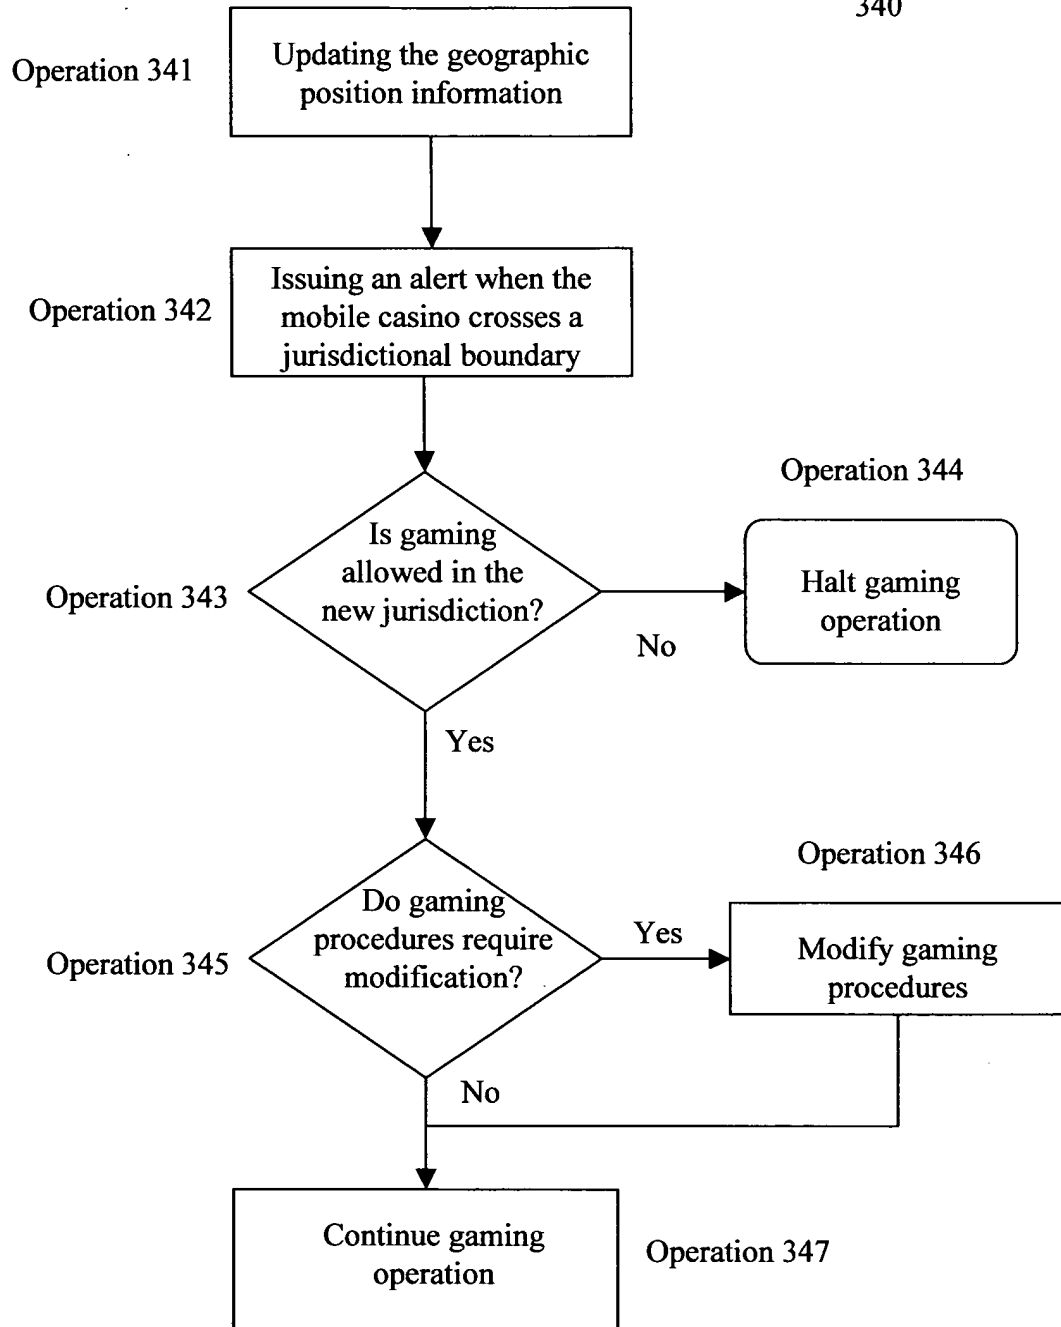 340
Operation 341
Updating the geographic
position information
Operation 342
Issuing an alert when the
mobile casino crosses a
jurisdictional boundary
Operation 343
Is gaming
allowed in the
new jurisdiction?
No
Operation 344
Halt gaming
operation
Yes
Operation 345
Do gaming
procedures require
modification?
Yes
Operation 346
Modify gaming
procedures
No
Continue gaming
operation
Operation 347